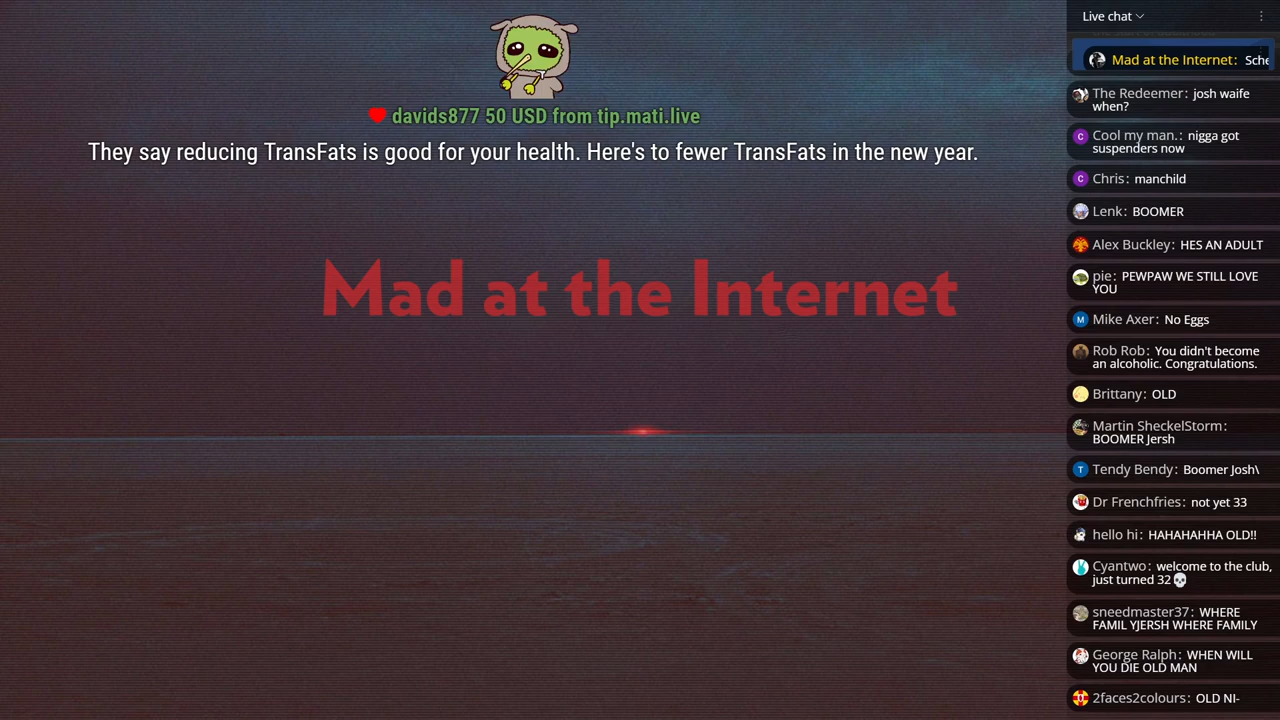 Live chat
Mad at the Internet: Sche
The Redeemer: josh waife
when?
Cool my man.: nigga got
suspenders now
Chris: manchild
Lenk: BOOMER
Alex Buckley: HES AN ADULT
pie: PEWPAW WE STILL LOVE
YOU
Mike Axer: No Eggs
Rob Rob: You didn't become
an alcoholic. Congratulations.
Brittany: OLD
Martin SheckelStorm:
BOOMER Jersh
Tendy Bendy: Boomer Josh\
Dr Frenchfries: not yet 33
hello hi: HAHAHAHHA OLD!!
Cyantwo: welcome to the club,
just turned 32💀
sneedmaster37: WHERE
FAMIL YJERSH WHERE FAMILY
George Ralph: WHEN WILL
YOU DIE OLD MAN
2faces2colours: OLD NI-
davids877 50 USD from tip.mati.live
They say reducing TransFats is good for your health. Here's to fewer TransFats in the new year.
Mad at the Internet